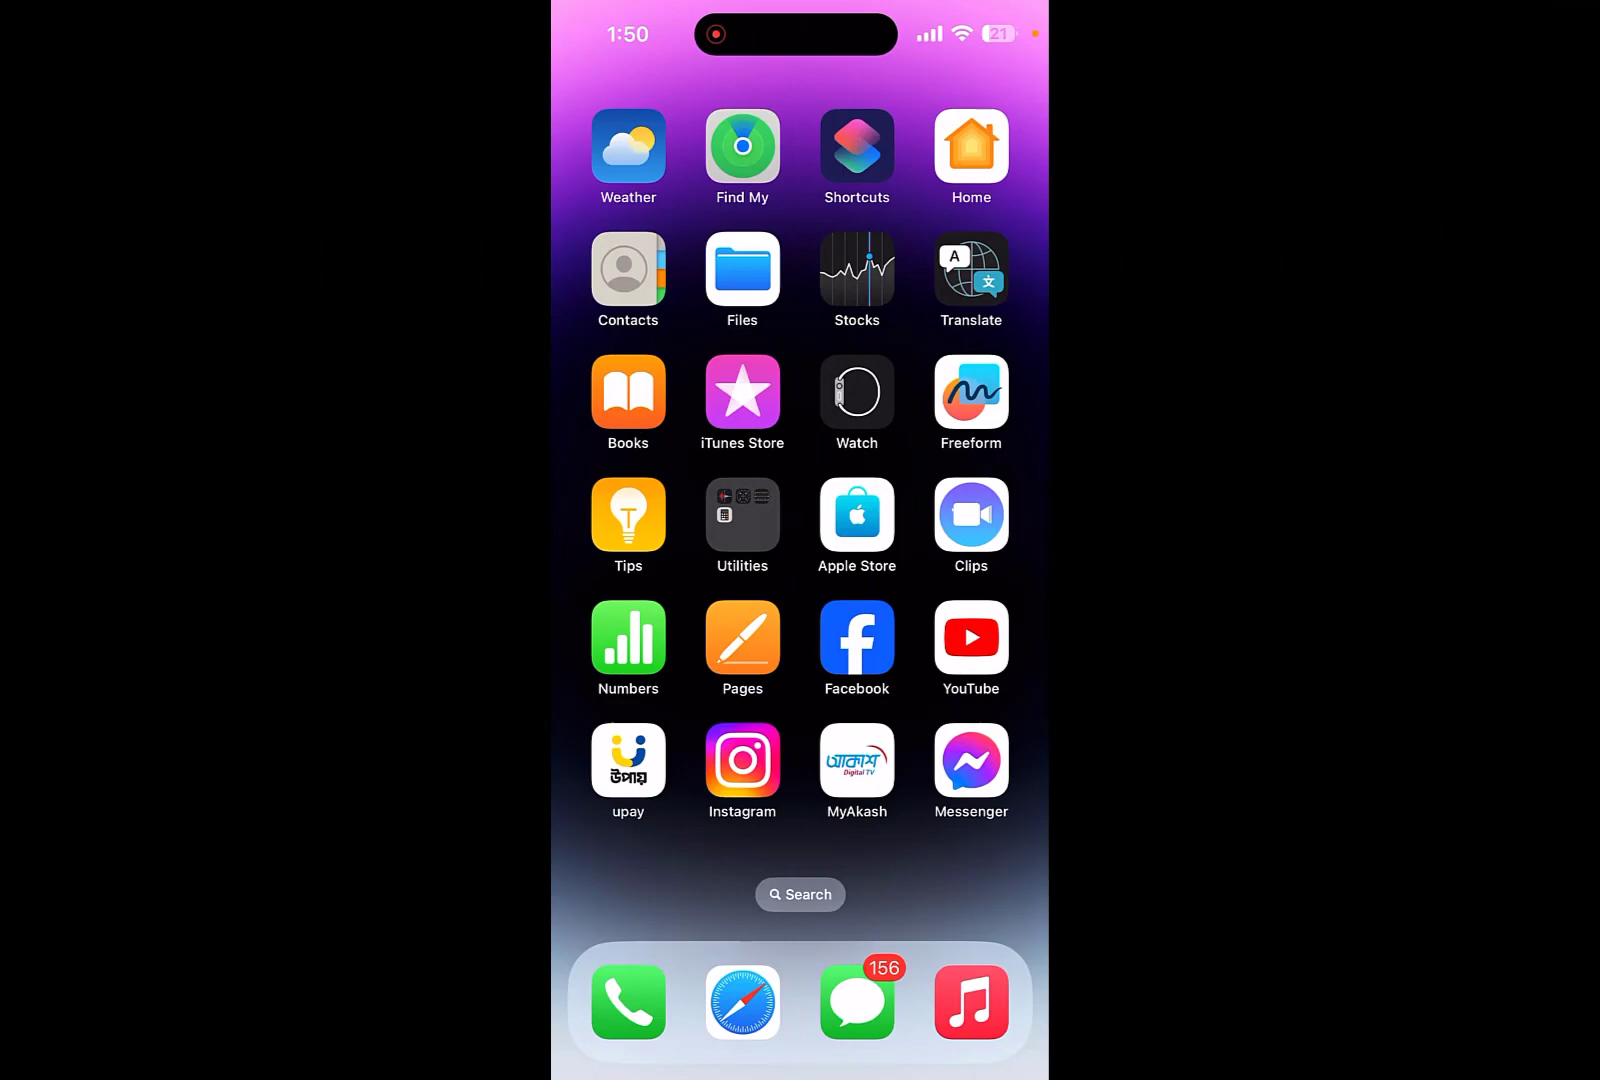 1:50
21
Weather Find My Shortcuts Home
A
文
Contacts Files Stocks Translate
Books iTunes Store Watch Freeform
Tips Utilities Apple Store Clips
Numbers Pages Facebook YouTube
উপায়
আকাশ
Digital TV
upay Instagram MyAkash Messenger
Search
156